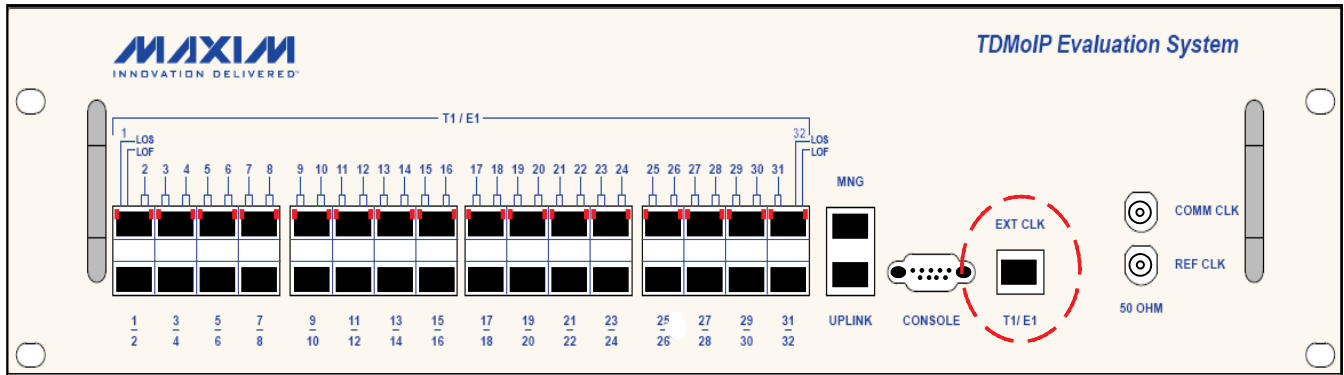 MAXIM
INNOVATION DELIVERED™
TDMoIP Evaluation System
T1 / E1
1 LOS
LOF
32 LOS
LOF
2 3 4 5 6 7 8 9 10 11 12 13 14 15 16 17 18 19 20 21 22 23 24 25 26 27 28 29 30 31
MNG
EXT CLK
COMM CLK
REF CLK
50 OHM
1 3 5 7 9 11 13 15 17 19 21 23 25 27 29 31
2 4 6 8 10 12 14 16 18 20 22 24 26 28 30 32
UPLINK
CONSOLE
T1/ E1